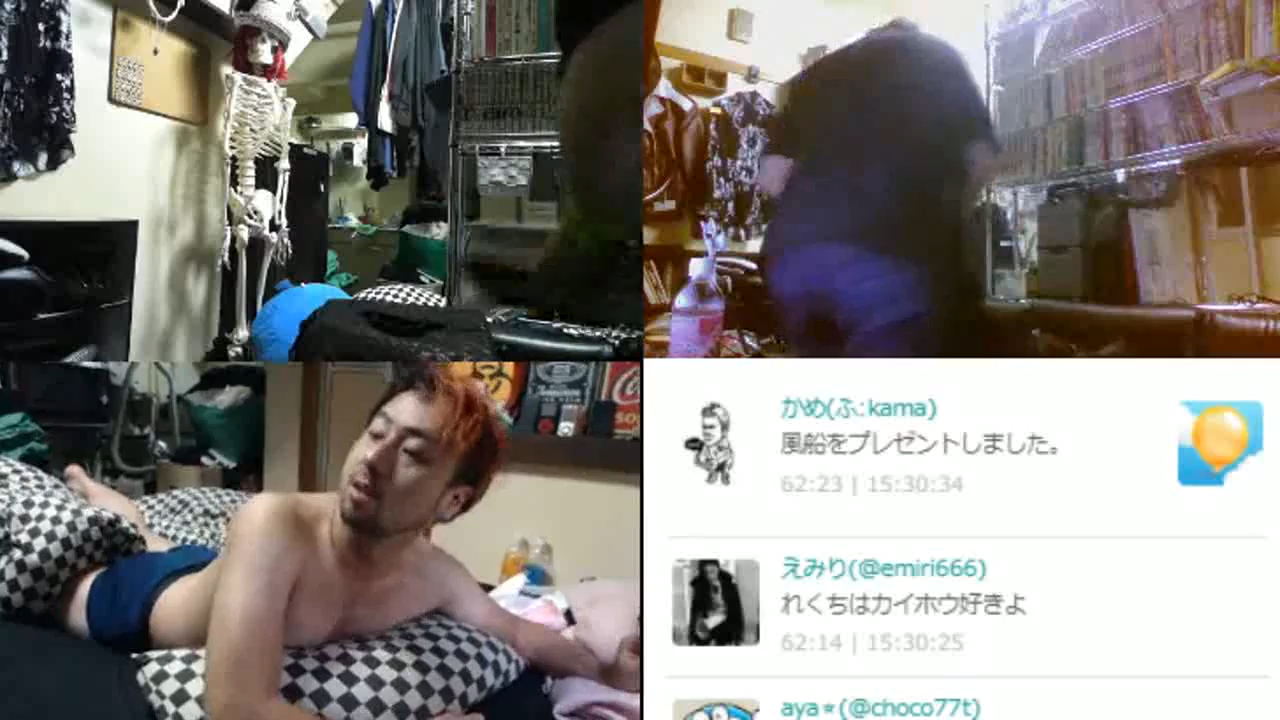 かめ(ふ:kama)
風船をプレゼントしました。
62:23 | 15:30:34
えみり(@emiri666)
れくちはカイホウ好きよ
62:14 | 15:30:25
aya*(@choco77t)